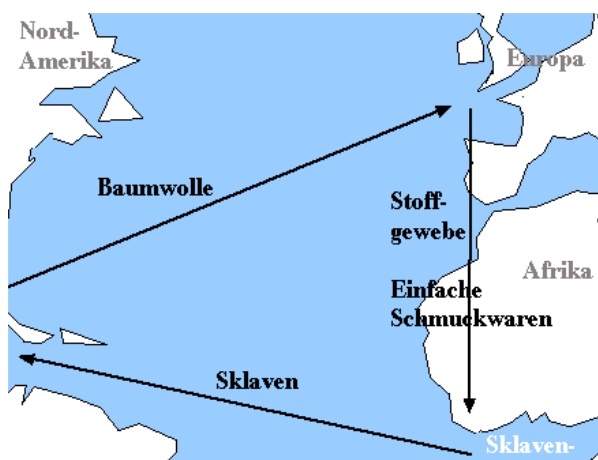 Nord-
Amerika
Europa
Baumwolle
Stoff-
gewebe
Afrika
Einfache
Schmuckwaren
Sklaven
Sklaven-